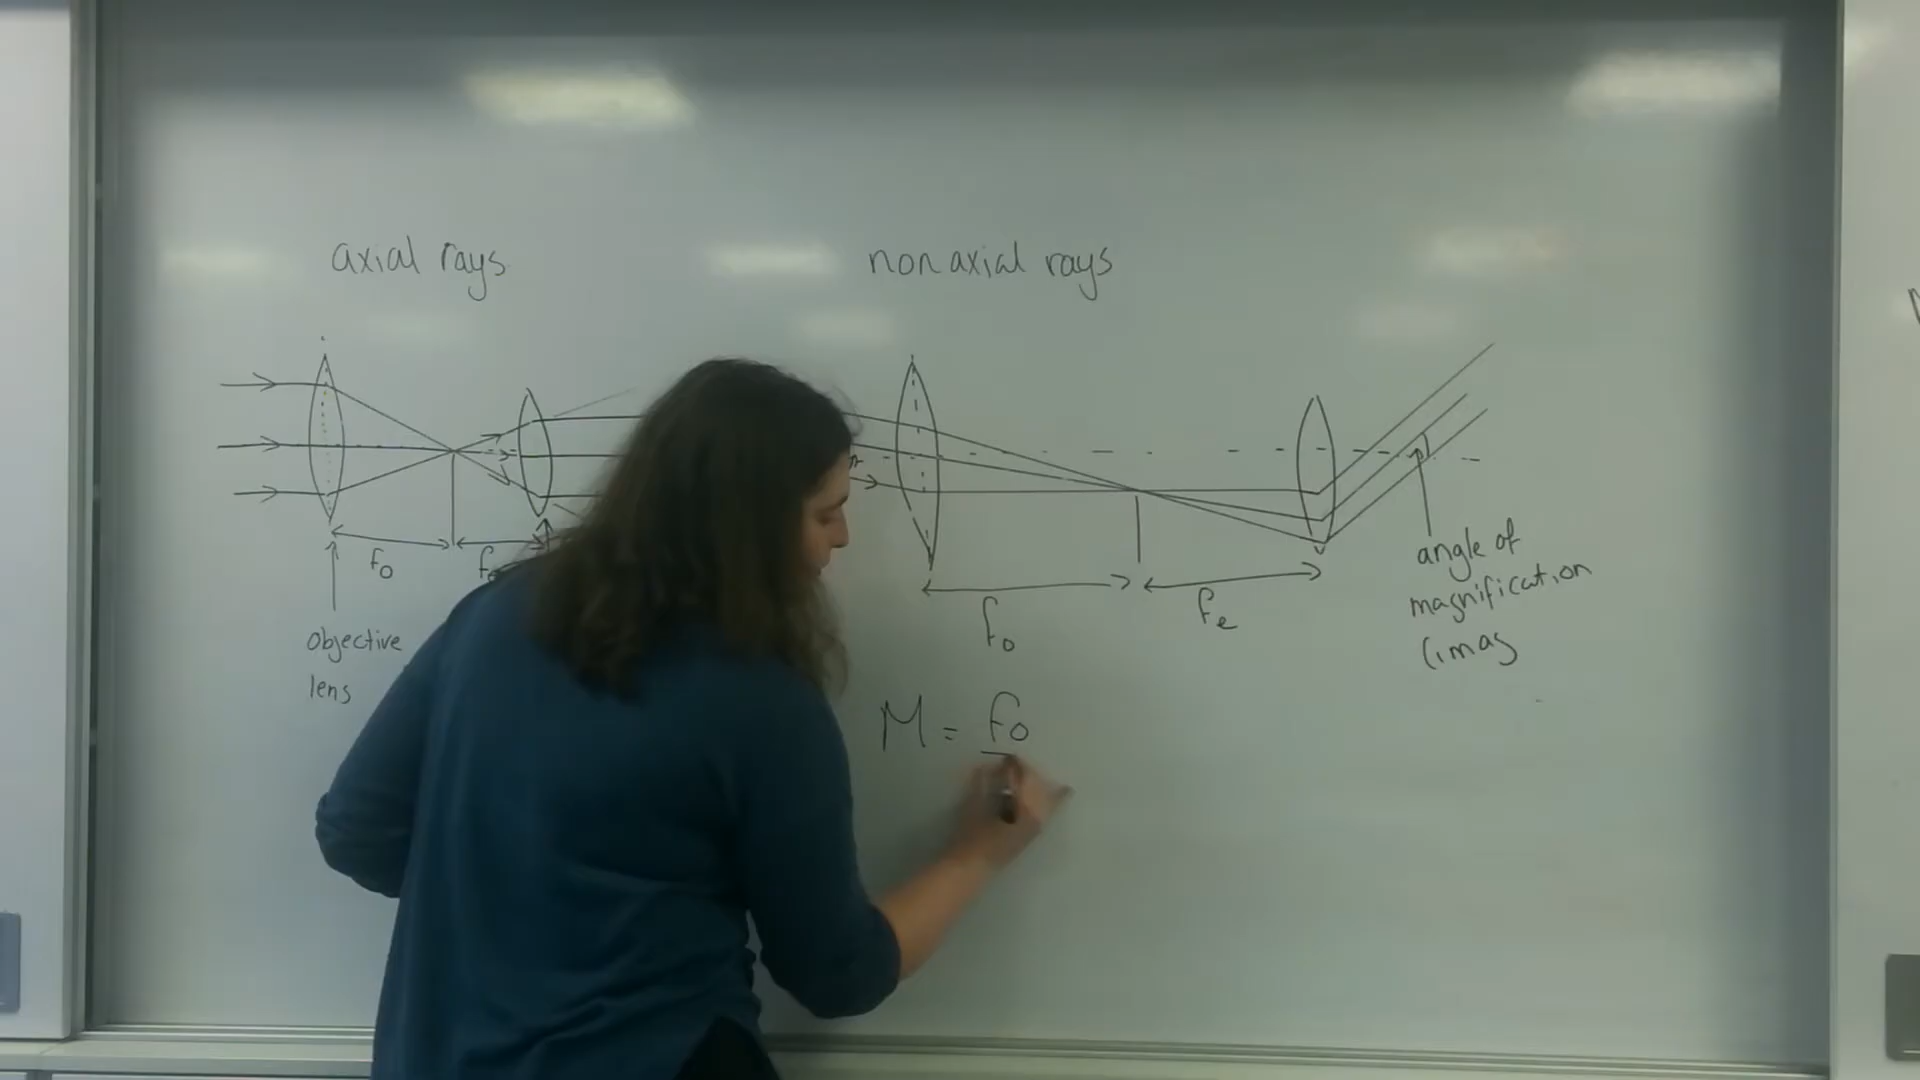 axial rays
non axial rays
fo
objective
lens
fo
fe
angle of
magnification
(imag
M = fo